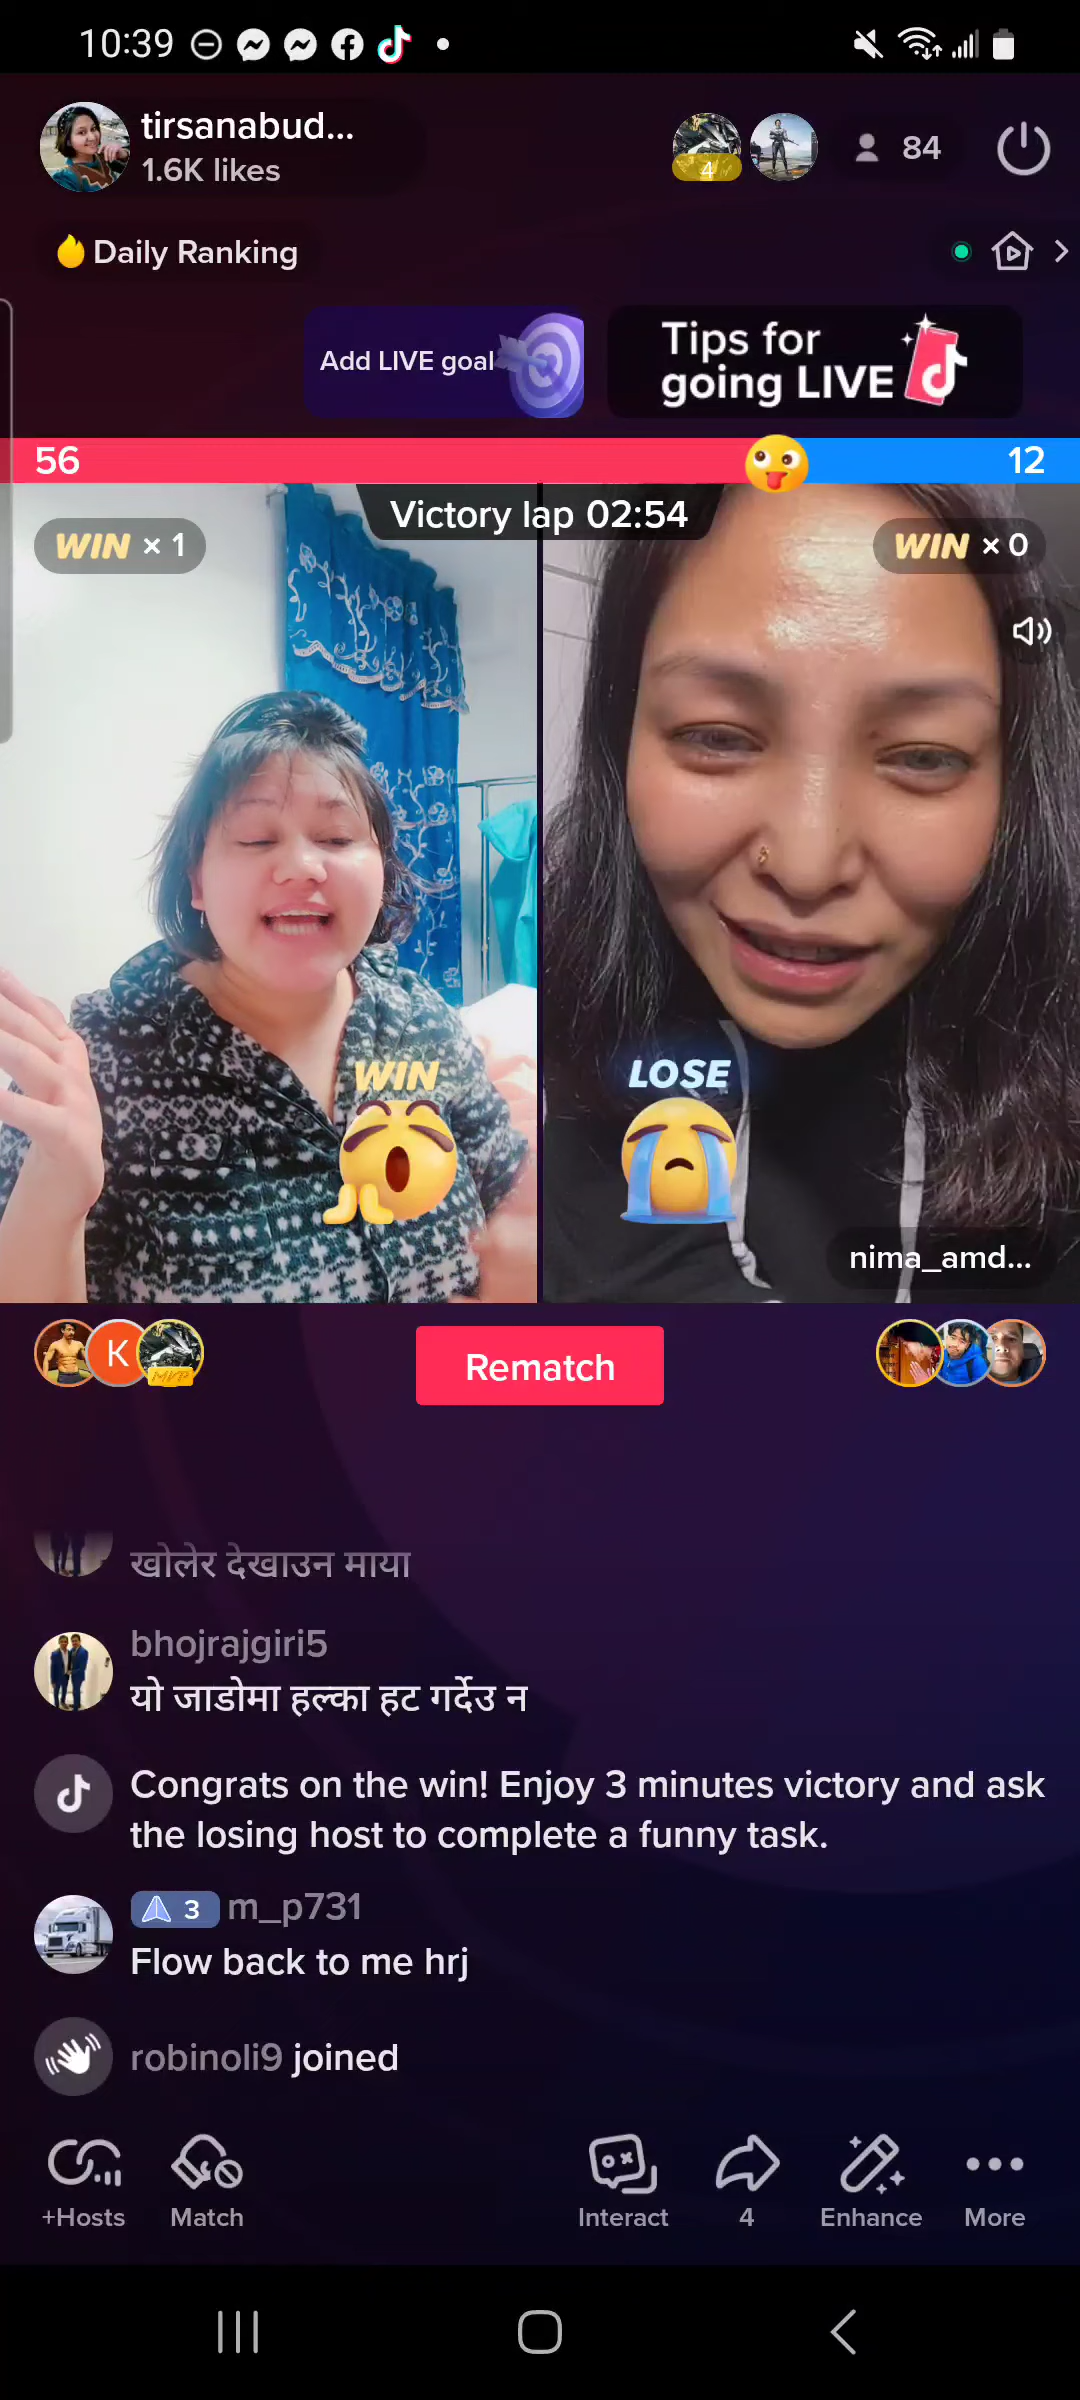 10:39
tirsanabud...
1.6K likes
4
84
Daily Ranking
Add LIVE goal
Tips for
going LIVE
56
12
Victory lap 02:54
WIN × 1
WIN × 0
WIN
LOSE
nima_amd...
K
MVP
Rematch
खोलेर देखाउन माया
bhojrajgiri5
यो जाडोमा हल्का हट गर्देउ न
Congrats on the win! Enjoy 3 minutes victory and ask
the losing host to complete a funny task.
3 m_p731
Flow back to me hrj
robinoli9 joined
+Hosts
Match
Interact
4
Enhance
More